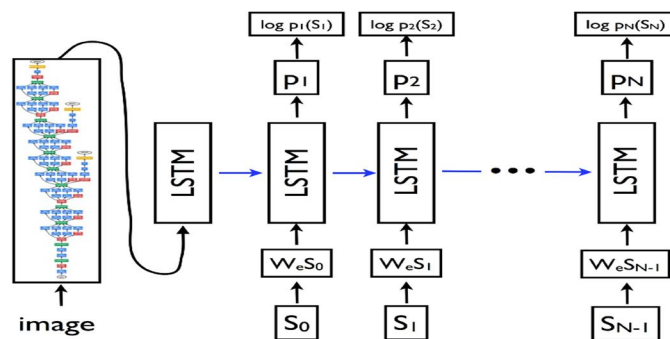 log p₁(S₁) log p₂(S₂) log pN(SN)
p₁ p₂ pN
LSTM LSTM LSTM LSTM
WeS₀ WeS₁ WeSN-1
image S₀ S₁ SN-1